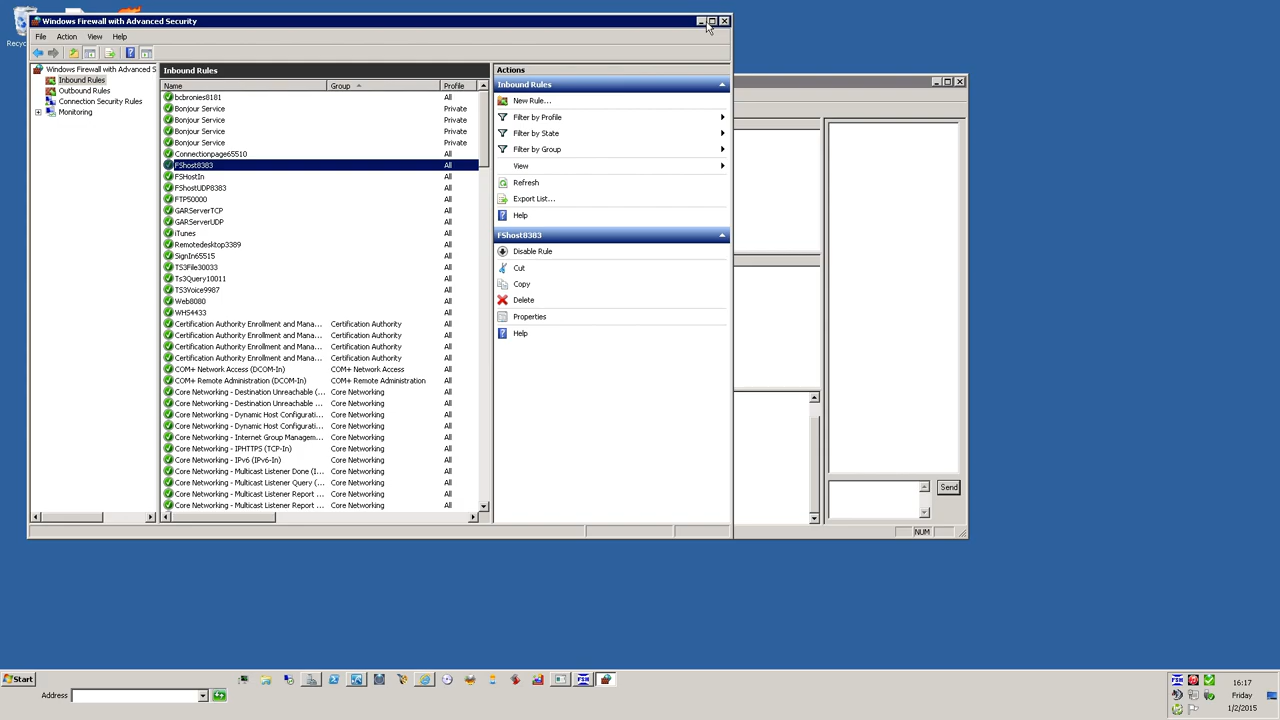 Recyc
Windows Firewall with Advanced Security
File Action View Help
Windows Firewall with Advanced S
Inbound Rules
Outbound Rules
Connection Security Rules
Monitoring
Inbound Rules
Name Group Profile
bcbronies8181 All
Bonjour Service Private
Bonjour Service Private
Bonjour Service Private
Bonjour Service Private
Connectionpage65510 All
FShost8383 All
FSHostIn All
FShostUDP8383 All
FTP50000 All
GARServerTCP All
GARServerUDP All
iTunes All
Remotedesktop3389 All
SignIn65515 All
TS3File30033 All
Ts3Query10011 All
TS3Voice9987 All
Web8080 All
WHS4433 All
Certification Authority Enrollment and Mana... Certification Authority All
Certification Authority Enrollment and Mana... Certification Authority All
Certification Authority Enrollment and Mana... Certification Authority All
Certification Authority Enrollment and Mana... Certification Authority All
COM+ Network Access (DCOM-In) COM+ Network Access All
COM+ Remote Administration (DCOM-In) COM+ Remote Administration All
Core Networking - Destination Unreachable (... Core Networking All
Core Networking - Destination Unreachable ... Core Networking All
Core Networking - Dynamic Host Configurati... Core Networking All
Core Networking - Dynamic Host Configurati... Core Networking All
Core Networking - Internet Group Managem... Core Networking All
Core Networking - IPHTTPS (TCP-In) Core Networking All
Core Networking - IPv6 (IPv6-In) Core Networking All
Core Networking - Multicast Listener Done (I... Core Networking All
Core Networking - Multicast Listener Query (... Core Networking All
Core Networking - Multicast Listener Report ... Core Networking All
Core Networking - Multicast Listener Report ... Core Networking All
Actions
Inbound Rules
New Rule...
Filter by Profile
Filter by State
Filter by Group
View
Refresh
Export List...
Help
FShost8383
Disable Rule
Cut
Copy
Delete
Properties
Help
Send
NUM
Start
FSH
FSH
Address
16:17
Friday
1/2/2015